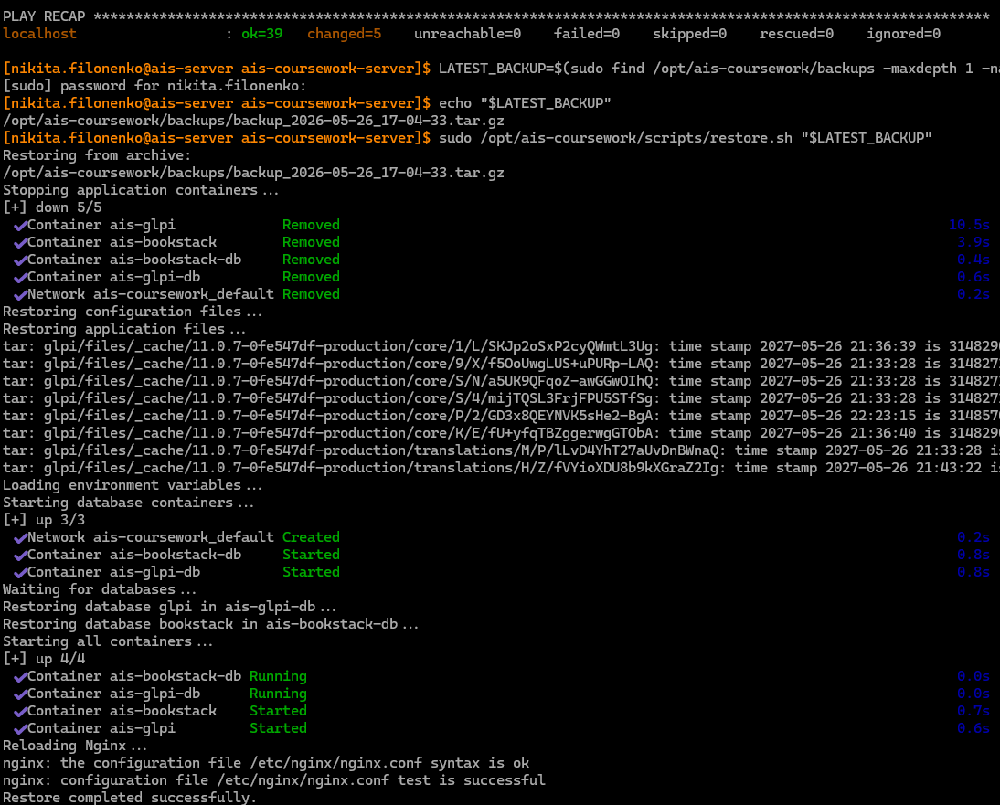 PLAY RECAP *************************************************************************************************************
localhost                  : ok=39   changed=5    unreachable=0    failed=0    skipped=0    rescued=0    ignored=0
[nikita.filonenko@ais-server ais-coursework-server]$ LATEST_BACKUP=$(sudo find /opt/ais-coursework/backups -maxdepth 1 -na
[sudo] password for nikita.filonenko:
[nikita.filonenko@ais-server ais-coursework-server]$ echo "$LATEST_BACKUP"
/opt/ais-coursework/backups/backup_2026-05-26_17-04-33.tar.gz
[nikita.filonenko@ais-server ais-coursework-server]$ sudo /opt/ais-coursework/scripts/restore.sh "$LATEST_BACKUP"
Restoring from archive:
/opt/ais-coursework/backups/backup_2026-05-26_17-04-33.tar.gz
Stopping application containers...
[+] down 5/5
✔Container ais-glpi Removed 10.5s
✔Container ais-bookstack Removed 3.9s
✔Container ais-bookstack-db Removed 0.4s
✔Container ais-glpi-db Removed 0.6s
✔Network ais-coursework_default Removed 0.2s
Restoring configuration files...
Restoring application files...
tar: glpi/files/_cache/11.0.7-0fe547df-production/core/1/L/SKJp2oSxP2cyQWmtL3Ug: time stamp 2027-05-26 21:36:39 is 3148290
tar: glpi/files/_cache/11.0.7-0fe547df-production/core/9/X/f5OoUwgLUS+uPURp-LAQ: time stamp 2027-05-26 21:33:28 is 3148271
tar: glpi/files/_cache/11.0.7-0fe547df-production/core/S/N/a5UK9QFqoZ-awGGwOIhQ: time stamp 2027-05-26 21:33:28 is 3148271
tar: glpi/files/_cache/11.0.7-0fe547df-production/core/S/4/mijTQSL3FrjFPU5STfSg: time stamp 2027-05-26 21:33:28 is 3148271
tar: glpi/files/_cache/11.0.7-0fe547df-production/core/P/2/GD3x8QEYNVK5sHe2-BgA: time stamp 2027-05-26 22:23:15 is 3148570
tar: glpi/files/_cache/11.0.7-0fe547df-production/core/K/E/fU+yfqTBZggerwgGTObA: time stamp 2027-05-26 21:36:40 is 3148290
tar: glpi/files/_cache/11.0.7-0fe547df-production/translations/M/P/lLvD4YhT27aUvDnBWnaQ: time stamp 2027-05-26 21:33:28 is
tar: glpi/files/_cache/11.0.7-0fe547df-production/translations/H/Z/fVYioXDU8b9kXGraZ2Ig: time stamp 2027-05-26 21:43:22 is
Loading environment variables...
Starting database containers...
[+] up 3/3
✔Network ais-coursework_default Created 0.2s
✔Container ais-bookstack-db Started 0.8s
✔Container ais-glpi-db Started 0.8s
Waiting for databases...
Restoring database glpi in ais-glpi-db...
Restoring database bookstack in ais-bookstack-db...
Starting all containers...
[+] up 4/4
✔Container ais-bookstack-db Running 0.0s
✔Container ais-glpi-db Running 0.0s
✔Container ais-bookstack Started 0.7s
✔Container ais-glpi Started 0.6s
Reloading Nginx...
nginx: the configuration file /etc/nginx/nginx.conf syntax is ok
nginx: configuration file /etc/nginx/nginx.conf test is successful
Restore completed successfully.